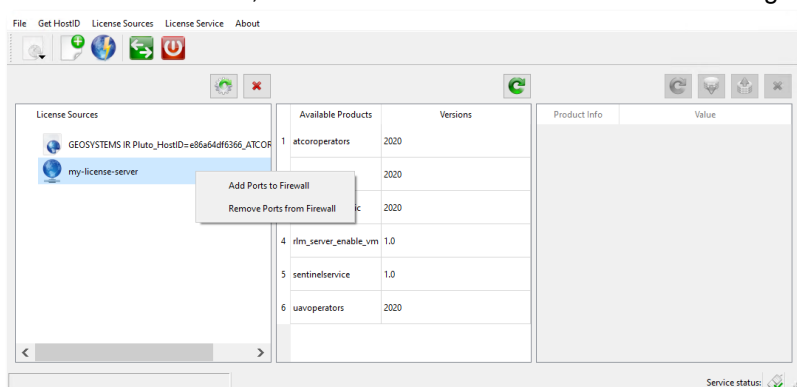 File Get HostID License Sources License Service About
License Sources
GEOSYSTEMS IR Pluto_HostID=e86a64df6366_ATCOR
my-license-server
Add Ports to Firewall
Remove Ports from Firewall
Available Products Versions
1 atcoroperators 2020
2020
ic 2020
4 rlm_server_enable_vm 1.0
5 sentinelservice 1.0
6 uavoperators 2020
Product Info Value
Service status: